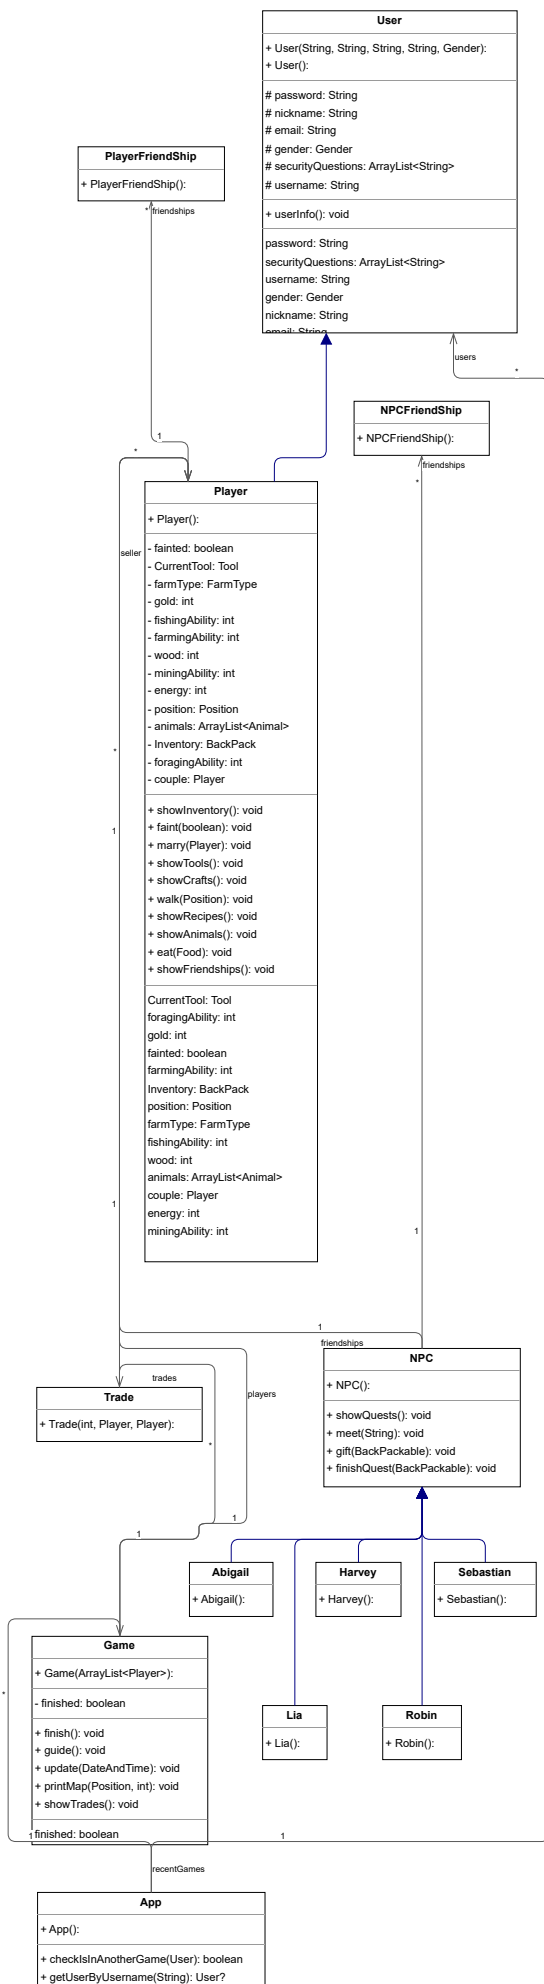 User
+ User(String, String, String, String, Gender):
+ User():
# password: String
# nickname: String
# email: String
# gender: Gender
# securityQuestions: ArrayList<String>
# username: String
+ userInfo(): void
password: String
securityQuestions: ArrayList<String>
username: String
gender: Gender
nickname: String
email: String
PlayerFriendShip
+ PlayerFriendShip():
* friendships
1
users
*
NPCFriendShip
+ NPCFriendShip():
friendships
*
*
seller
Player
+ Player():
- fainted: boolean
- CurrentTool: Tool
- farmType: FarmType
- gold: int
- fishingAbility: int
- farmingAbility: int
- wood: int
- miningAbility: int
- energy: int
- position: Position
- animals: ArrayList<Animal>
- Inventory: BackPack
- foragingAbility: int
- couple: Player
+ showInventory(): void
+ faint(boolean): void
+ marry(Player): void
+ showTools(): void
+ showCrafts(): void
+ walk(Position): void
+ showRecipes(): void
+ showAnimals(): void
+ eat(Food): void
+ showFriendships(): void
CurrentTool: Tool
foragingAbility: int
gold: int
fainted: boolean
farmingAbility: int
Inventory: BackPack
position: Position
farmType: FarmType
fishingAbility: int
wood: int
animals: ArrayList<Animal>
couple: Player
energy: int
miningAbility: int
*
1
1
1
1
friendships
trades
players
*
1
1
Trade
+ Trade(int, Player, Player):
NPC
+ NPC():
+ showQuests(): void
+ meet(String): void
+ gift(BackPackable): void
+ finishQuest(BackPackable): void
Abigail
+ Abigail():
Harvey
+ Harvey():
Sebastian
+ Sebastian():
Lia
+ Lia():
Robin
+ Robin():
*
Game
+ Game(ArrayList<Player>):
- finished: boolean
+ finish(): void
+ guide(): void
+ update(DateAndTime): void
+ printMap(Position, int): void
+ showTrades(): void
finished: boolean
1
1
recentGames
App
+ App():
+ checkIsInAnotherGame(User): boolean
+ getUserByUsername(String): User?